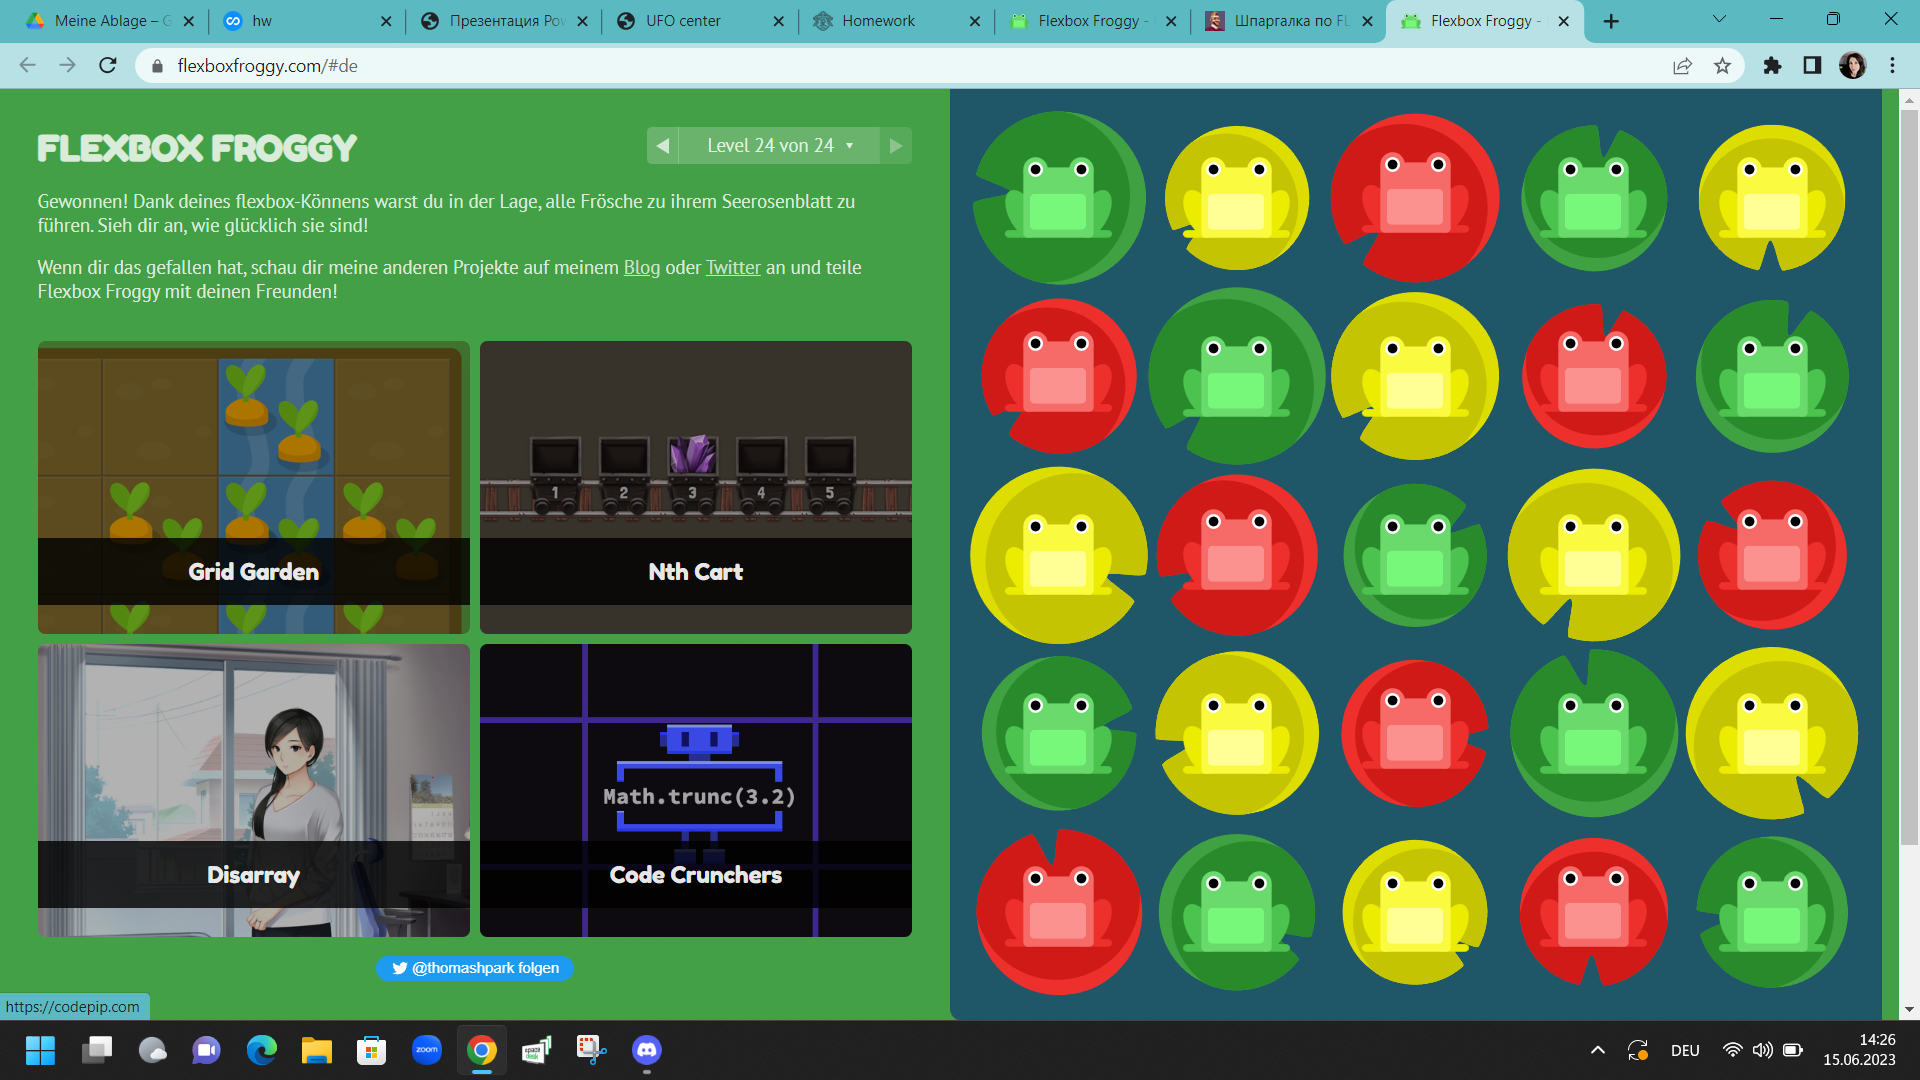 Meine Ablage – G
hw
Презентация Pow
UFO center
Homework
Flexbox Froggy -
Шпаргалка по FL
Flexbox Froggy -
flexboxfroggy.com/#de
FLEXBOX FROGGY
Level 24 von 24
Gewonnen! Dank deines flexbox-Könnens warst du in der Lage, alle Frösche zu ihrem Seerosenblatt zu
führen. Sieh dir an, wie glücklich sie sind!
Wenn dir das gefallen hat, schau dir meine anderen Projekte auf meinem Blog oder Twitter an und teile
Flexbox Froggy mit deinen Freunden!
1 2 3 4 5
Grid Garden
Nth Cart
Math.trunc(3.2)
Disarray
Code Crunchers
@thomashpark folgen
https://codepip.com
zoom
space
desk
DEU
14:26
15.06.2023